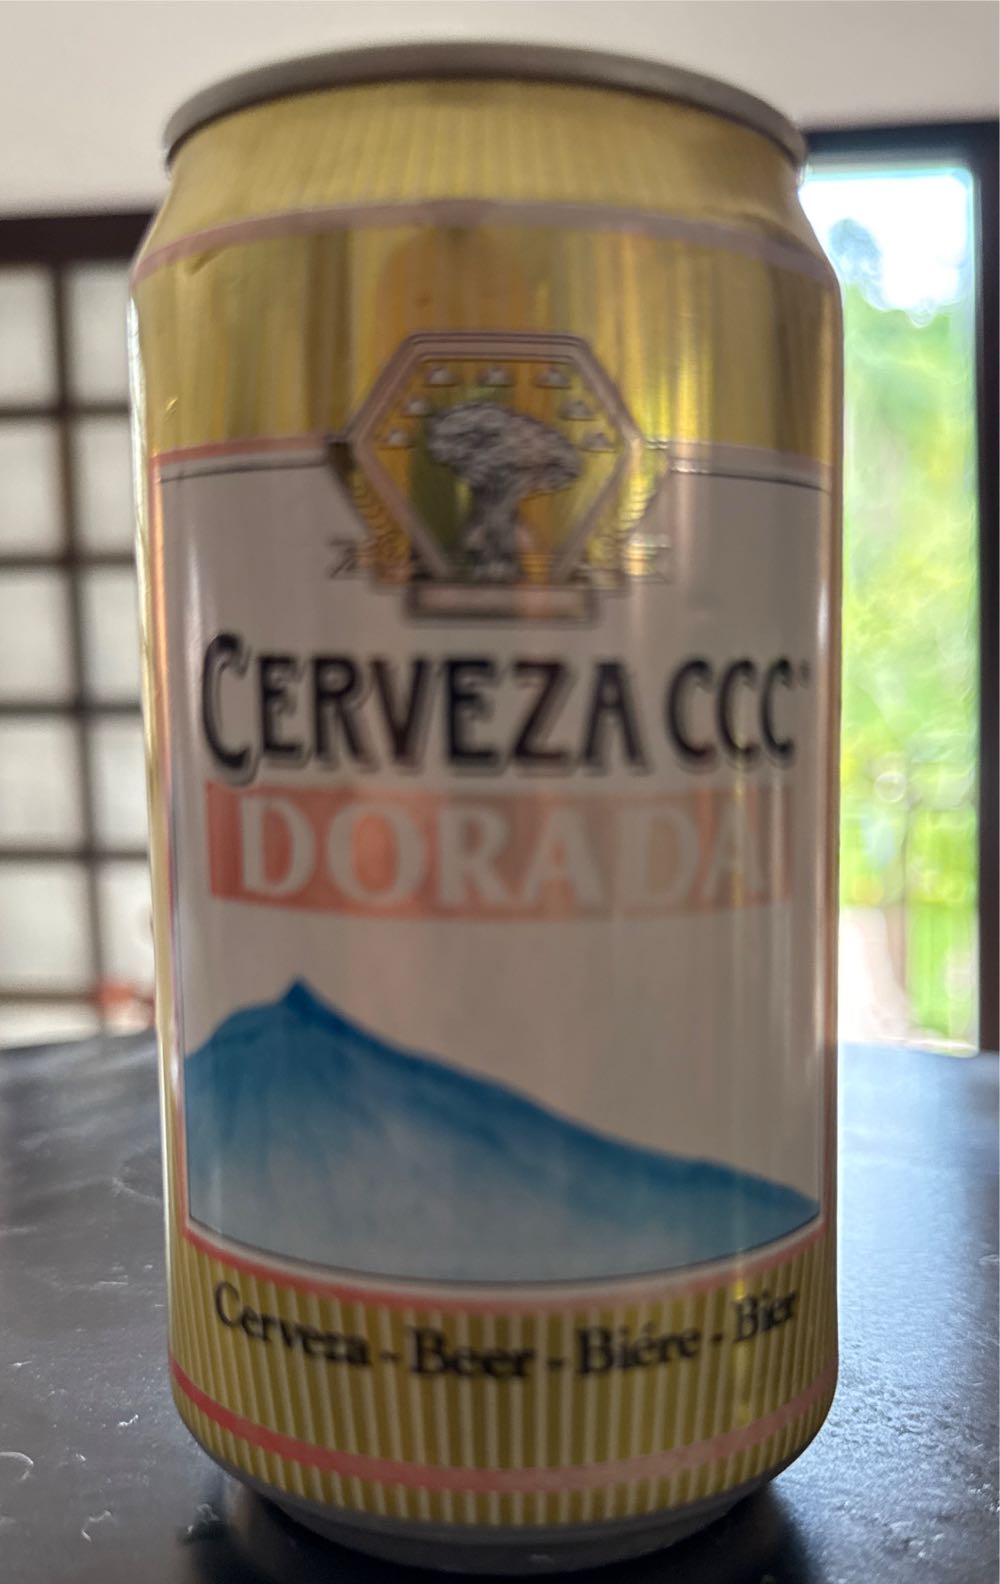 CERVEZA CCC
DORADA
Cerveza - Beer - Biére - Bier